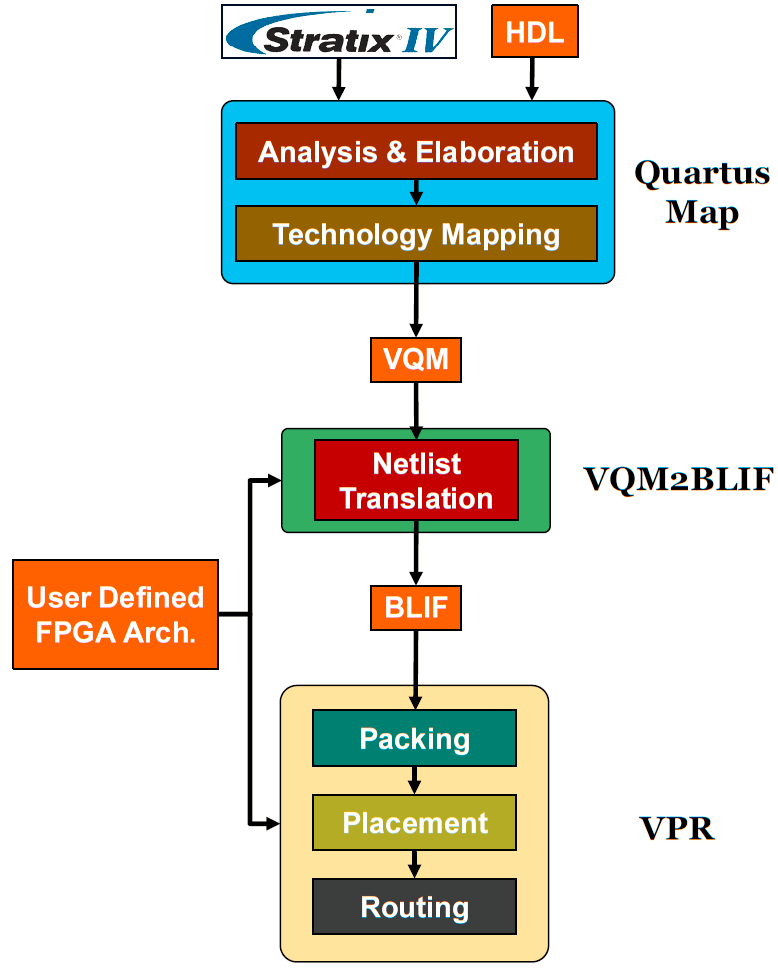 Stratix® IV
HDL
Analysis & Elaboration
Quartus
Map
Technology Mapping
VQM
Netlist
Translation
VQM2BLIF
User Defined
FPGA Arch.
BLIF
Packing
Placement
VPR
Routing